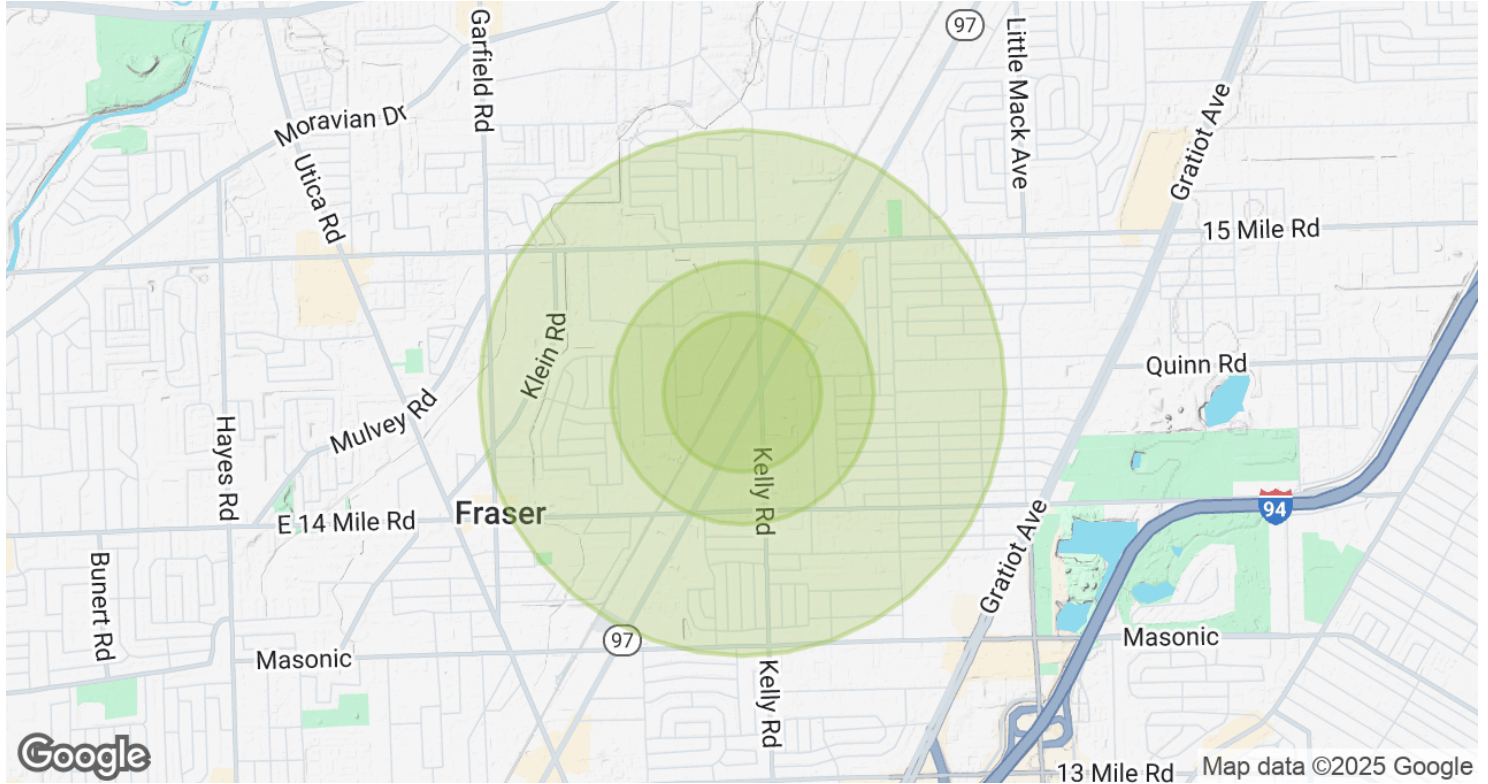 97
Garfield Rd
Little Mack Ave
Gratiot Ave
Moravian Dr
Utica Rd
15 Mile Rd
Klein Rd
Quinn Rd
Mulvey Rd
Hayes Rd
Kelly Rd
Fraser
E 14 Mile Rd
94
Gratiot Ave
Bunert Rd
97
Masonic
Masonic
Kelly Rd
Google
13 Mile Rd
Map data ©2025 Google